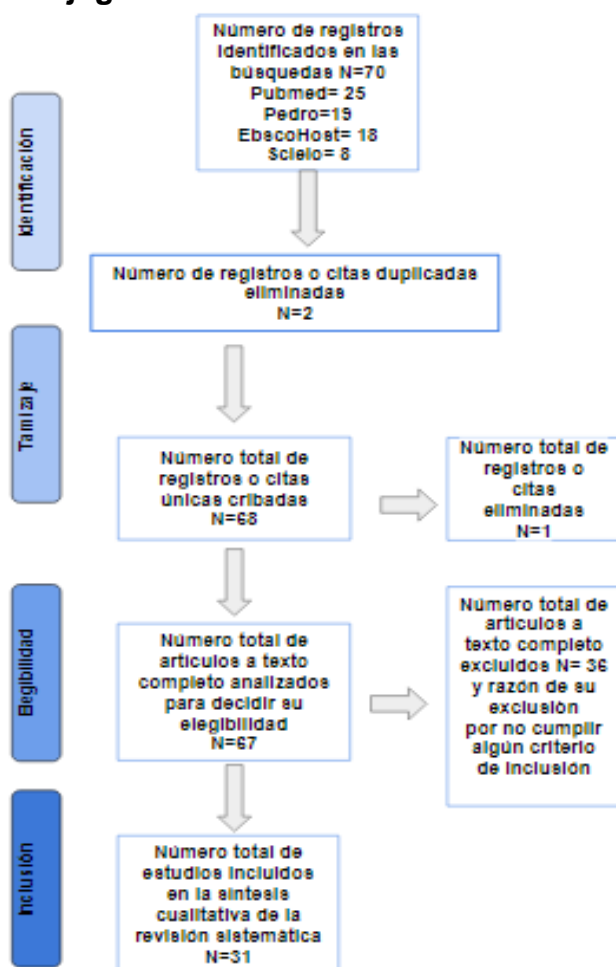 Número de registros
identificados en las
búsquedas N=70
Pubmed= 25
Pedro=19
EbscoHost= 18
Scielo= 8
Identificación
Número de registros o citas duplicadas
eliminadas
N=2
Tamizaje
Número total de
registros o citas
únicas cribadas
N=68
Número total de
registros o
citas
eliminadas
N=1
Elegibilidad
Número total de
artículos a texto
completo analizados
para decidir su
elegibilidad
N=67
Número total de
artículos a
texto completo
excluidos N= 36
y razón de su
exclusión
por no cumplir
algún criterio
de inclusión
Inclusión
Número total de
estudios incluidos
en la síntesis
cualitativa de la
revisión sistemática
N=31